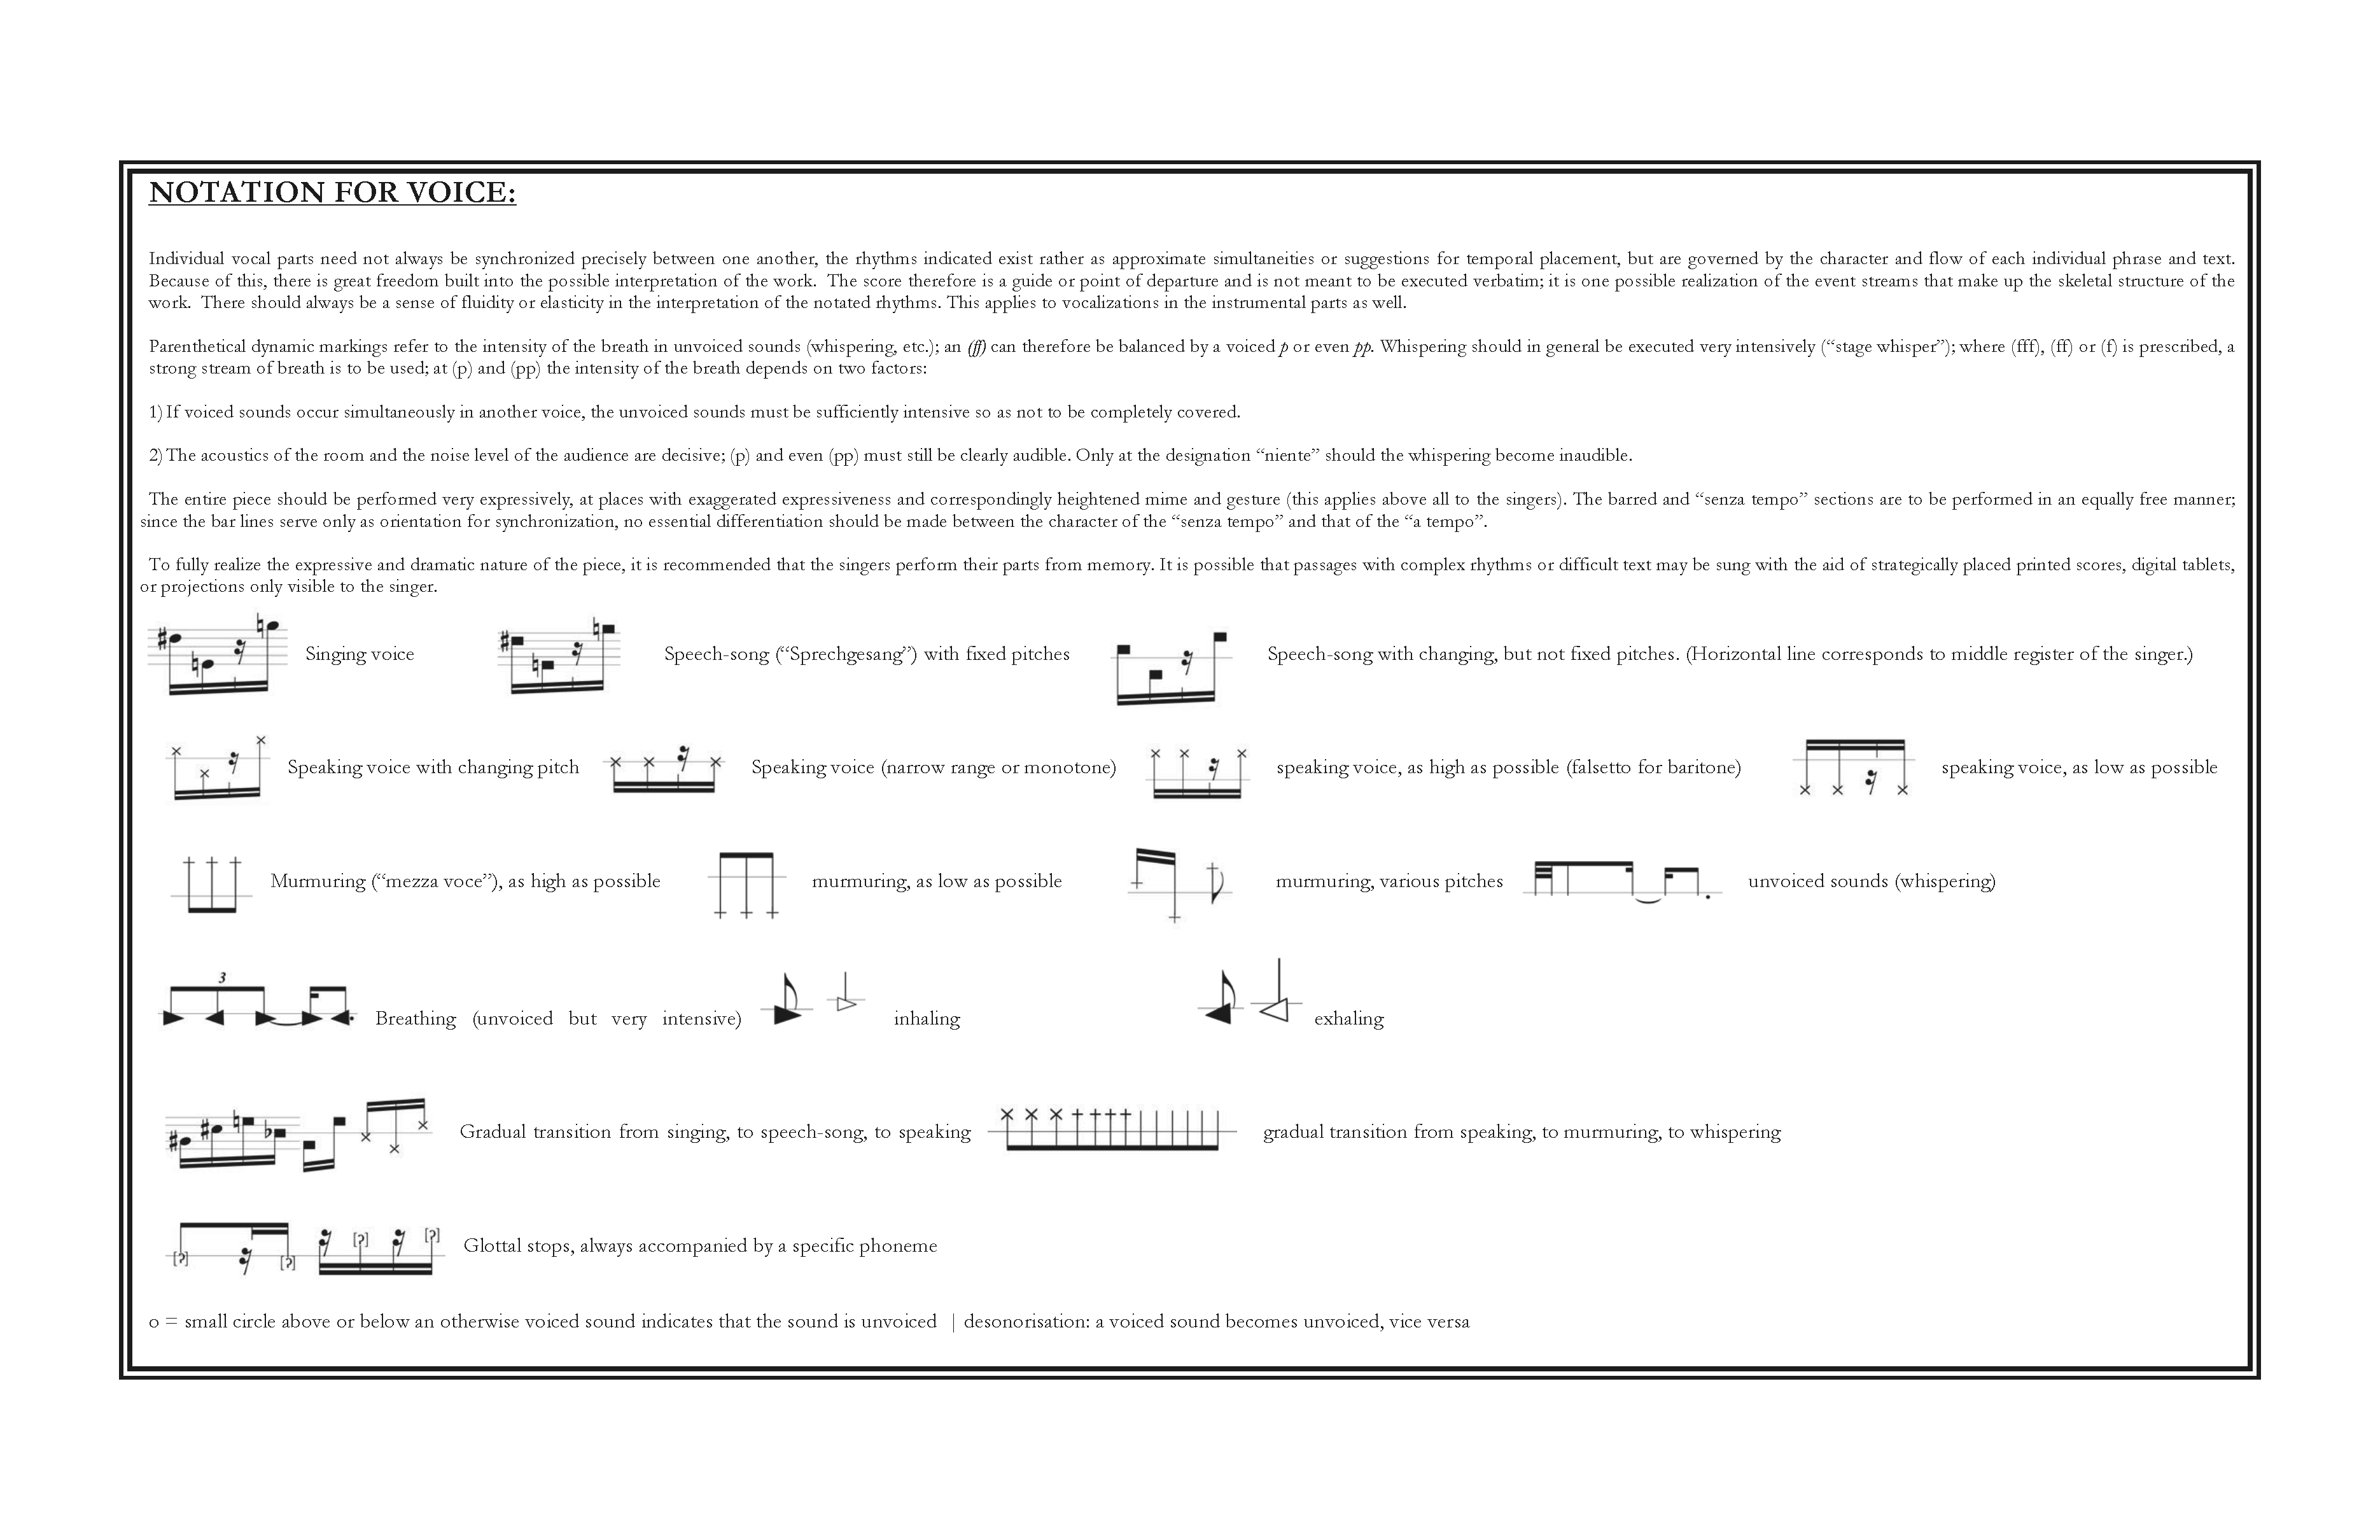 NOTATION FOR VOICE:
Individual vocal parts need not always be synchronized precisely between one another, the rhythms indicated exist rather as approximate simultaneities or suggestions for temporal placement, but are governed by the character and flow of each individual phrase and text.
Because of this, there is great freedom built into the possible interpretation of the work. The score therefore is a guide or point of departure and is not meant to be executed verbatim; it is one possible realization of the event streams that make up the skeletal structure of the
work. There should always be a sense of fluidity or elasticity in the interpretation of the notated rhythms. This applies to vocalizations in the instrumental parts as well.
Parenthetical dynamic markings refer to the intensity of the breath in unvoiced sounds (whispering, etc.); an (ff) can therefore be balanced by a voiced p or even pp. Whispering should in general be executed very intensively (“stage whisper”); where (fff), (ff) or (f) is prescribed, a
strong stream of breath is to be used; at (p) and (pp) the intensity of the breath depends on two factors:
1) If voiced sounds occur simultaneously in another voice, the unvoiced sounds must be sufficiently intensive so as not to be completely covered.
2) The acoustics of the room and the noise level of the audience are decisive; (p) and even (pp) must still be clearly audible. Only at the designation “niente” should the whispering become inaudible.
The entire piece should be performed very expressively, at places with exaggerated expressiveness and correspondingly heightened mime and gesture (this applies above all to the singers). The barred and “senza tempo” sections are to be performed in an equally free manner;
since the bar lines serve only as orientation for synchronization, no essential differentiation should be made between the character of the “senza tempo” and that of the “a tempo”.
To fully realize the expressive and dramatic nature of the piece, it is recommended that the singers perform their parts from memory. It is possible that passages with complex rhythms or difficult text may be sung with the aid of strategically placed printed scores, digital tablets,
or projections only visible to the singer.
Singing voice Speech-song (“Sprechgesang”) with fixed pitches Speech-song with changing, but not fixed pitches. (Horizontal line corresponds to middle register of the singer.)
Speaking voice with changing pitch Speaking voice (narrow range or monotone) speaking voice, as high as possible (falsetto for baritone) speaking voice, as low as possible
Murmuring (“mezza voce”), as high as possible murmuring, as low as possible murmuring, various pitches unvoiced sounds (whispering)
3
Breathing (unvoiced but very intensive) inhaling exhaling
Gradual transition from singing, to speech-song, to speaking gradual transition from speaking, to murmuring, to whispering
[?] [?] [?] [?] Glottal stops, always accompanied by a specific phoneme
o = small circle above or below an otherwise voiced sound indicates that the sound is unvoiced | desonorisation: a voiced sound becomes unvoiced, vice versa